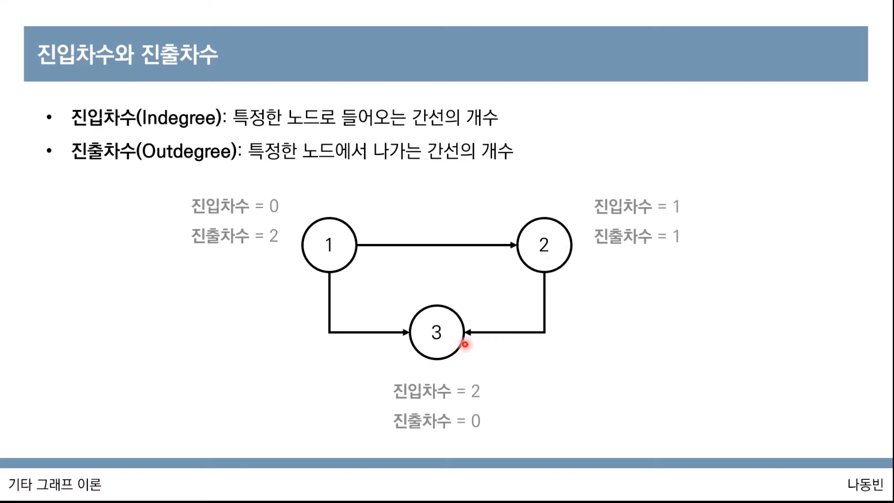 진입차수와 진출차수
• 진입차수(Indegree): 특정한 노드로 들어오는 간선의 개수
• 진출차수(Outdegree): 특정한 노드에서 나가는 간선의 개수
진입차수 = 0
진출차수 = 2
1
2
진입차수 = 1
진출차수 = 1
3
진입차수 = 2
진출차수 = 0
기타 그래프 이론
나동빈